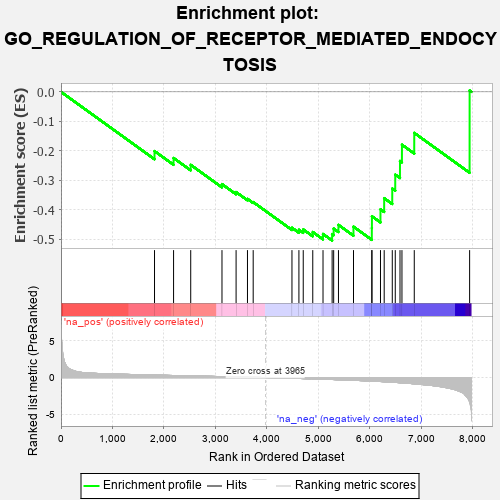 Enrichment plot:
GO_REGULATION_OF_RECEPTOR_MEDIATED_ENDOCY
TOSIS
Enrichment score (ES)
0.0
-0.1
-0.2
-0.3
-0.4
-0.5
'na_pos' (positively correlated)
Ranked list metric (PreRanked)
5
0
-5
Zero cross at 3965
'na_neg' (negatively correlated)
0
1,000
2,000
3,000
4,000
5,000
6,000
7,000
8,000
Rank in Ordered Dataset
Enrichment profile
Hits
Ranking metric scores